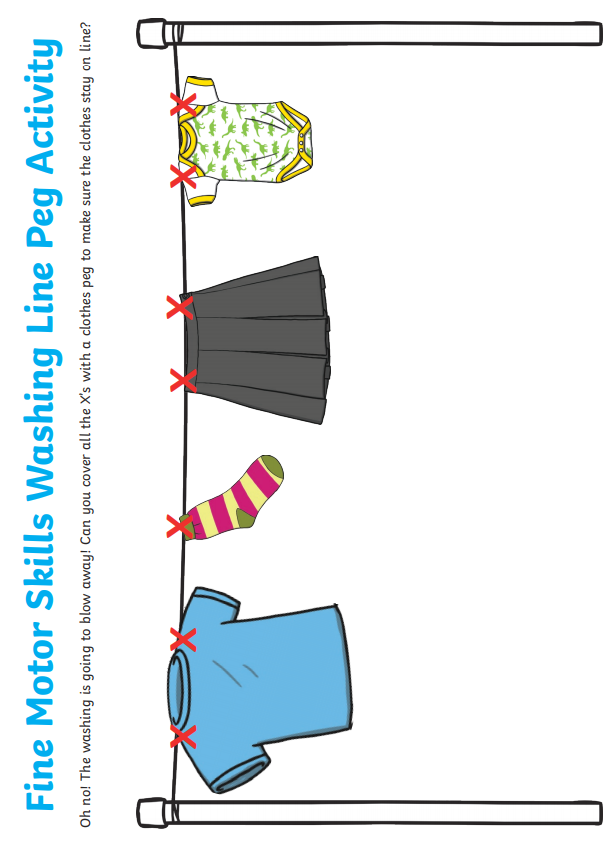 Fine Motor Skills Washing Line Peg Activity
Oh no! The washing is going to blow away! Can you cover all the X's with a clothes peg to make sure the clothes stay on line?